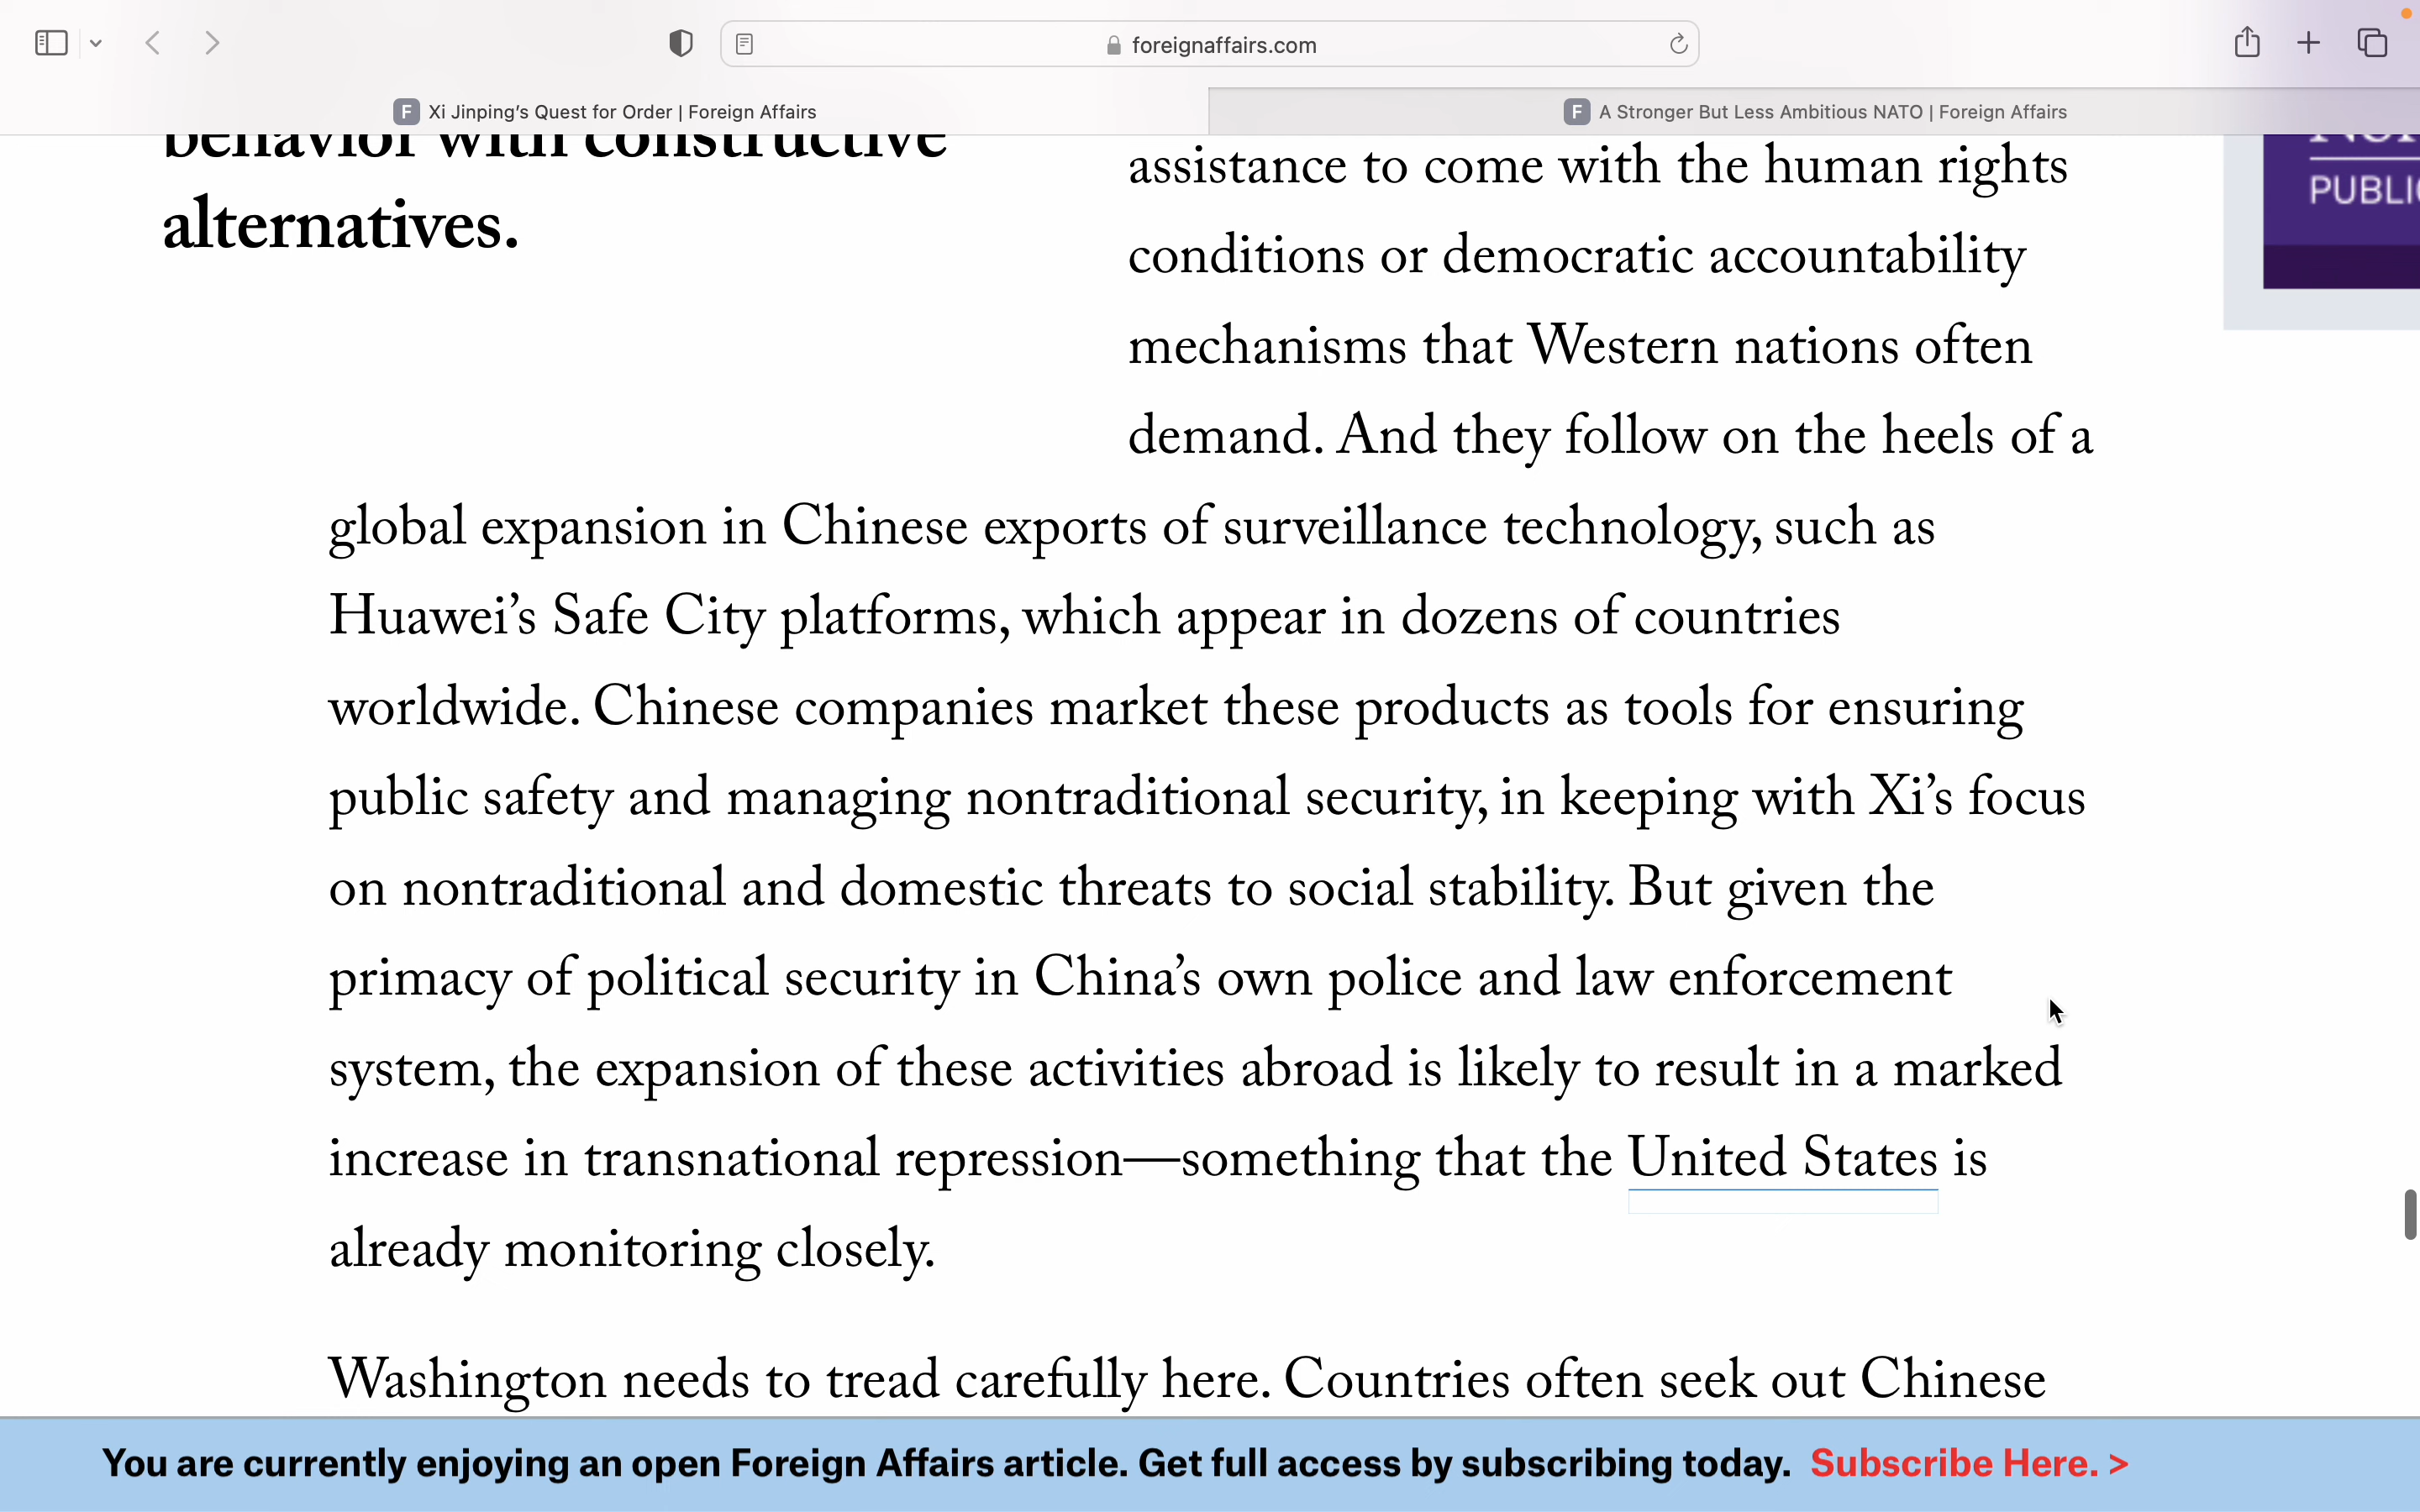 foreignaffairs.com
F Xi Jinping’s Quest for Order | Foreign Affairs
F A Stronger But Less Ambitious NATO | Foreign Affairs
behavior with constructive
alternatives.
PUBLI
assistance to come with the human rights
conditions or democratic accountability
mechanisms that Western nations often
demand. And they follow on the heels of a
global expansion in Chinese exports of surveillance technology, such as
Huawei’s Safe City platforms, which appear in dozens of countries
worldwide. Chinese companies market these products as tools for ensuring
public safety and managing nontraditional security, in keeping with Xi’s focus
on nontraditional and domestic threats to social stability. But given the
primacy of political security in China’s own police and law enforcement
system, the expansion of these activities abroad is likely to result in a marked
increase in transnational repression—something that the United States is
already monitoring closely.
Washington needs to tread carefully here. Countries often seek out Chinese
You are currently enjoying an open Foreign Affairs article. Get full access by subscribing today. Subscribe Here. >